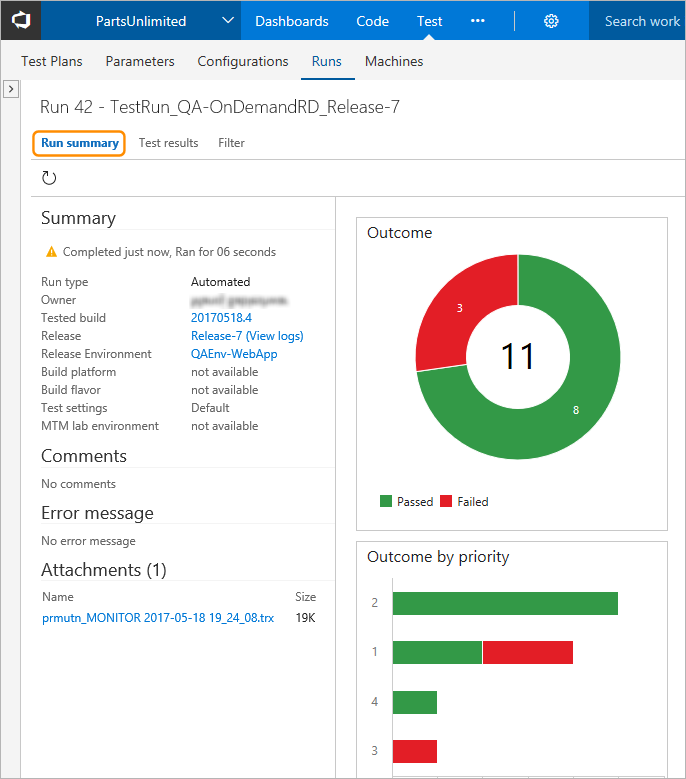 PartsUnlimited Dashboards Code Test ••• Search work
Test Plans Parameters Configurations Runs Machines
Run 42 - TestRun_QA-OnDemandRD_Release-7
Run summary Test results Filter
Summary
Completed just now, Ran for 06 seconds
Run type Automated
Owner
Tested build 20170518.4
Release Release-7 (View logs)
Release Environment QAEnv-WebApp
Build platform not available
Build flavor not available
Test settings Default
MTM lab environment not available
Comments
No comments
Error message
No error message
Attachments (1)
Name Size
prmutn_MONITOR 2017-05-18 19_24_08.trx 19K
Outcome
3
11
8
Passed Failed
Outcome by priority
2
1
4
3